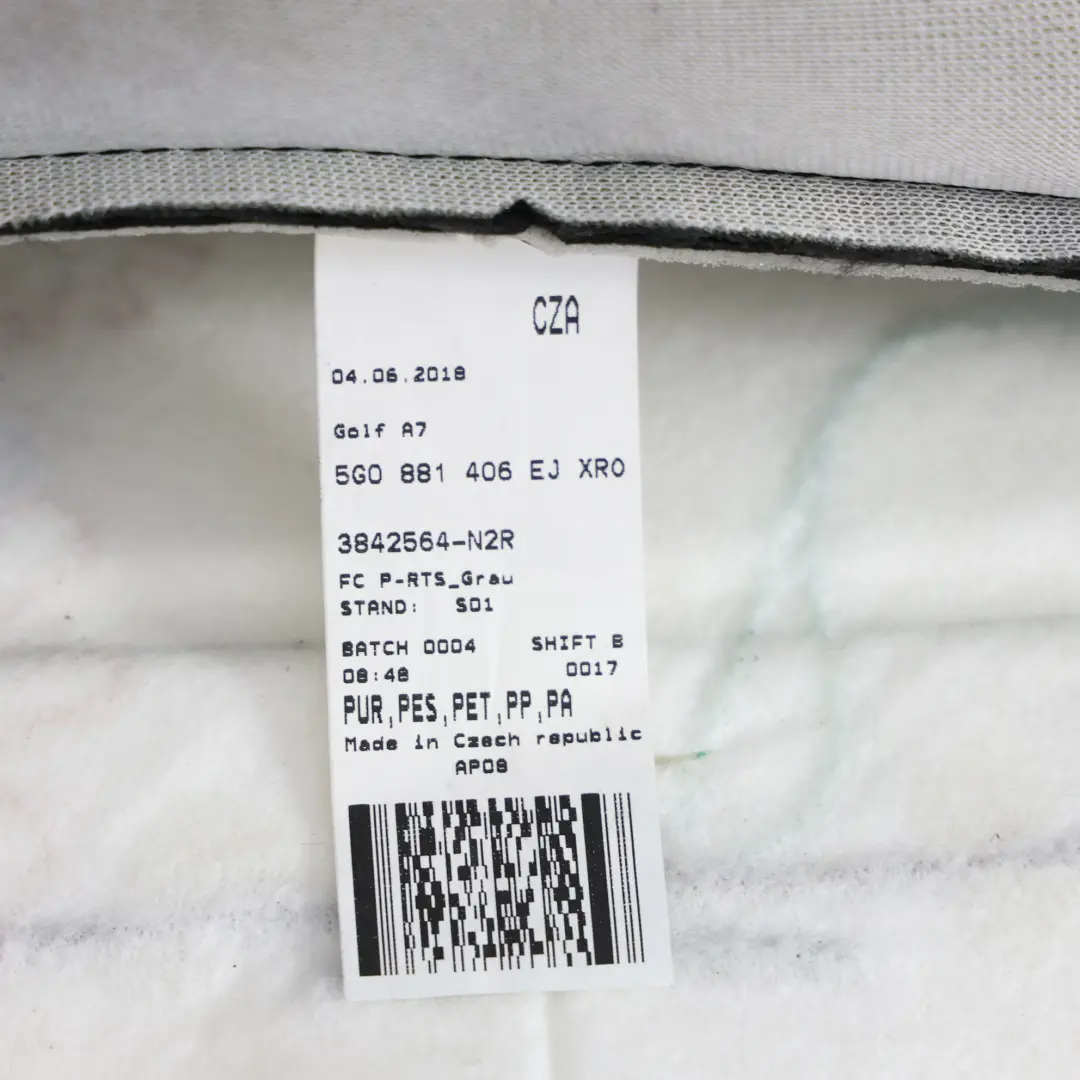 CZA
04.06.2018
Golf A7
5G0 881 406 EJ XRO
3842564-N2R
FC P-RTS_Grau
STAND: S01
BATCH 0004 SHIFT B
08:48 0017
PUR,PES,PET,PP,PA
Made in Czech republic
AP08